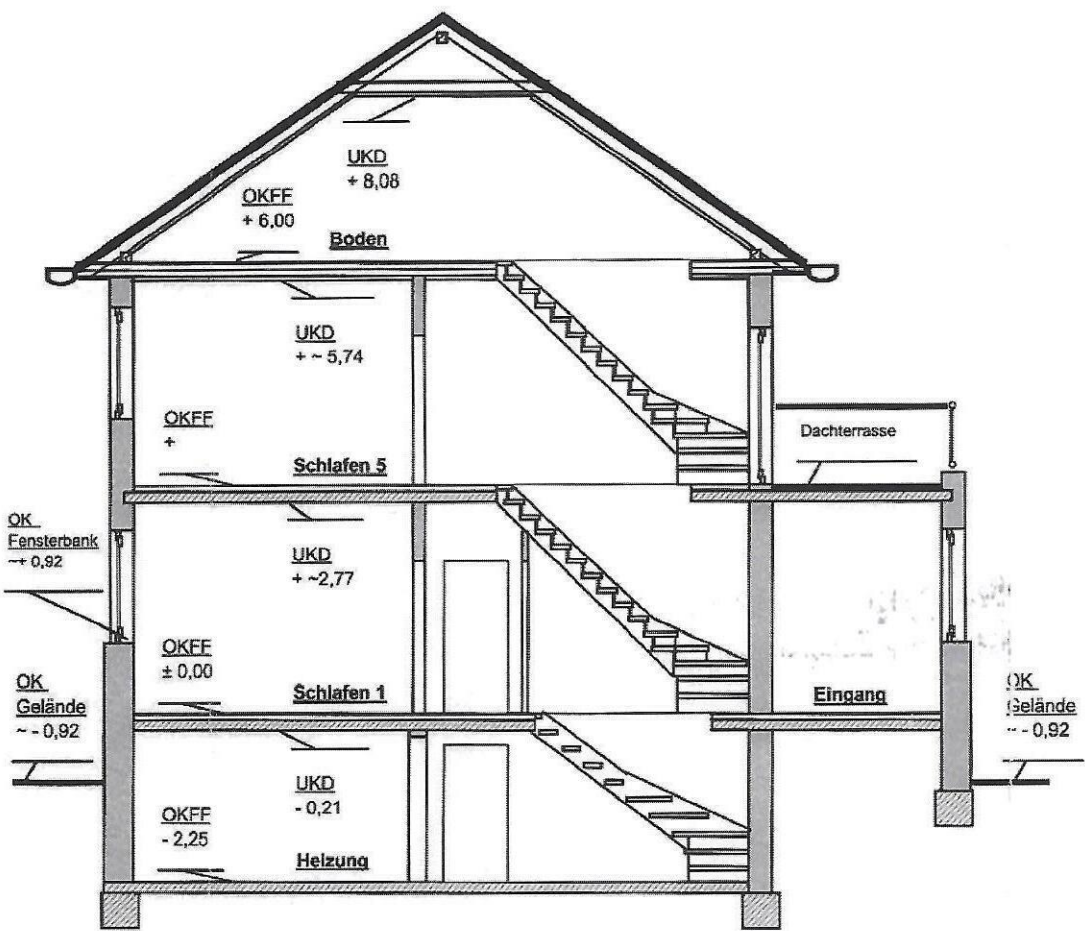 UKD
+ 8,08
OKFF
+ 6,00
Boden
UKD
+ ~ 5,74
OKFF
+
Schlafen 5
Dachterrasse
OK
Fensterbank
~+ 0,92
UKD
+ ~2,77
OKFF
± 0,00
Schlafen 1
Eingang
OK
Gelände
~ - 0,92
OK
Gelände
~ - 0,92
UKD
- 0,21
OKFF
- 2,25
Heizung